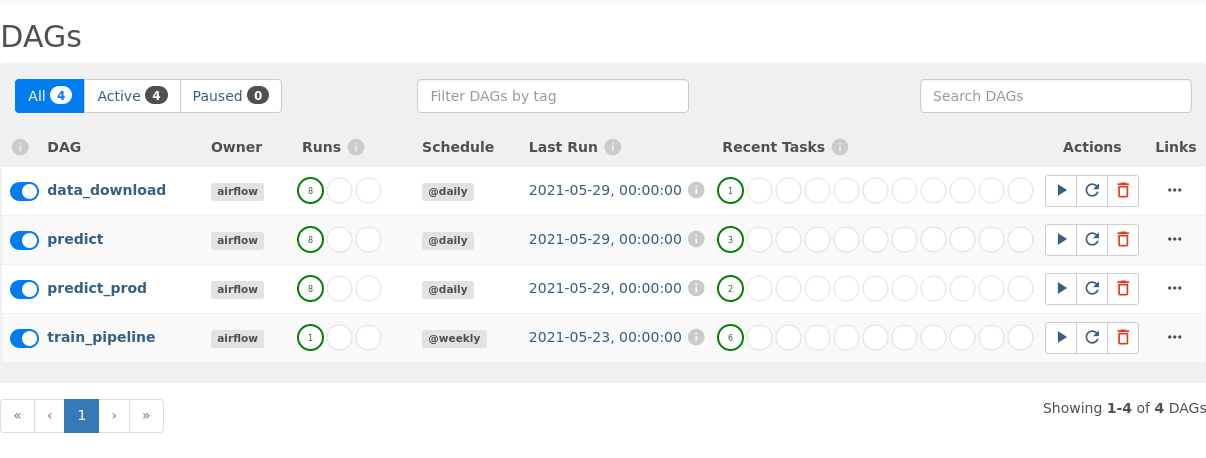 DAGs
All 4 Active 4 Paused 0 Filter DAGs by tag Search DAGs
i DAG Owner Runs i Schedule Last Run i Recent Tasks i Actions Links
data_download airflow 8 @daily 2021-05-29, 00:00:00 i 1 ···
predict airflow 8 @daily 2021-05-29, 00:00:00 i 3 ···
predict_prod airflow 8 @daily 2021-05-29, 00:00:00 i 2 ···
train_pipeline airflow 1 @weekly 2021-05-23, 00:00:00 i 6 ···
« ‹ 1 › » Showing 1-4 of 4 DAGs